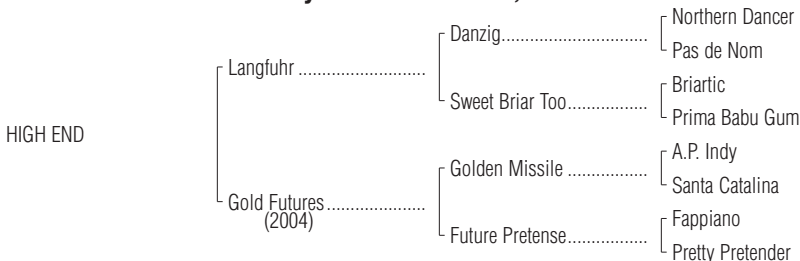 Northern Dancer
Danzig..............................
Pas de Nom
Langfuhr ..........................
Briartic
Sweet Briar Too.................
Prima Babu Gum
HIGH END
A.P. Indy
Golden Missile ................
Santa Catalina
Gold Futures....................
(2004)
Fappiano
Future Pretense.................
Pretty Pretender